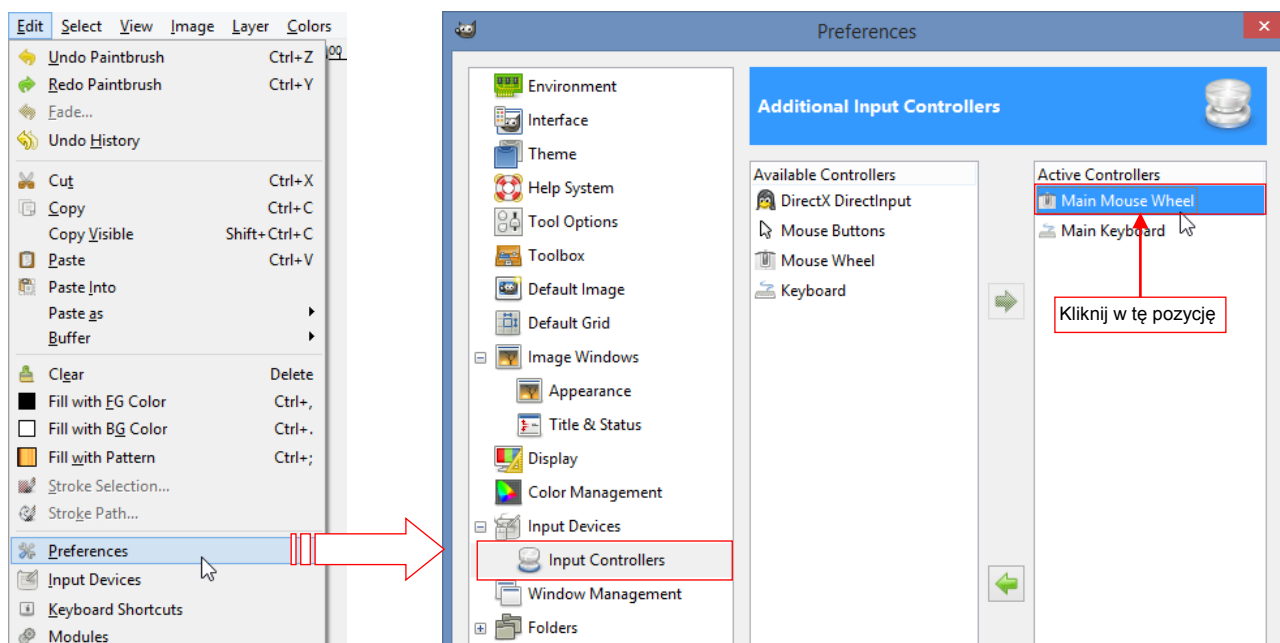 Edit Select View Image Layer Colors
Undo Paintbrush Ctrl+Z
Redo Paintbrush Ctrl+Y
Fade...
Undo History
Cut Ctrl+X
Copy Ctrl+C
Copy Visible Shift+Ctrl+C
Paste Ctrl+V
Paste Into
Paste as
Buffer
Clear Delete
Fill with FG Color Ctrl+,
Fill with BG Color Ctrl+.
Fill with Pattern Ctrl+;
Stroke Selection...
Stroke Path...
Preferences
Input Devices
Keyboard Shortcuts
Modules
Preferences
Environment
Interface
Theme
Help System
Tool Options
Toolbox
Default Image
Default Grid
Image Windows
Appearance
Title & Status
Display
Color Management
Input Devices
Input Controllers
Window Management
Folders
Additional Input Controllers
Available Controllers
DirectX DirectInput
Mouse Buttons
Mouse Wheel
Keyboard
Active Controllers
Main Mouse Wheel
Main Keyboard
Kliknij w tę pozycję